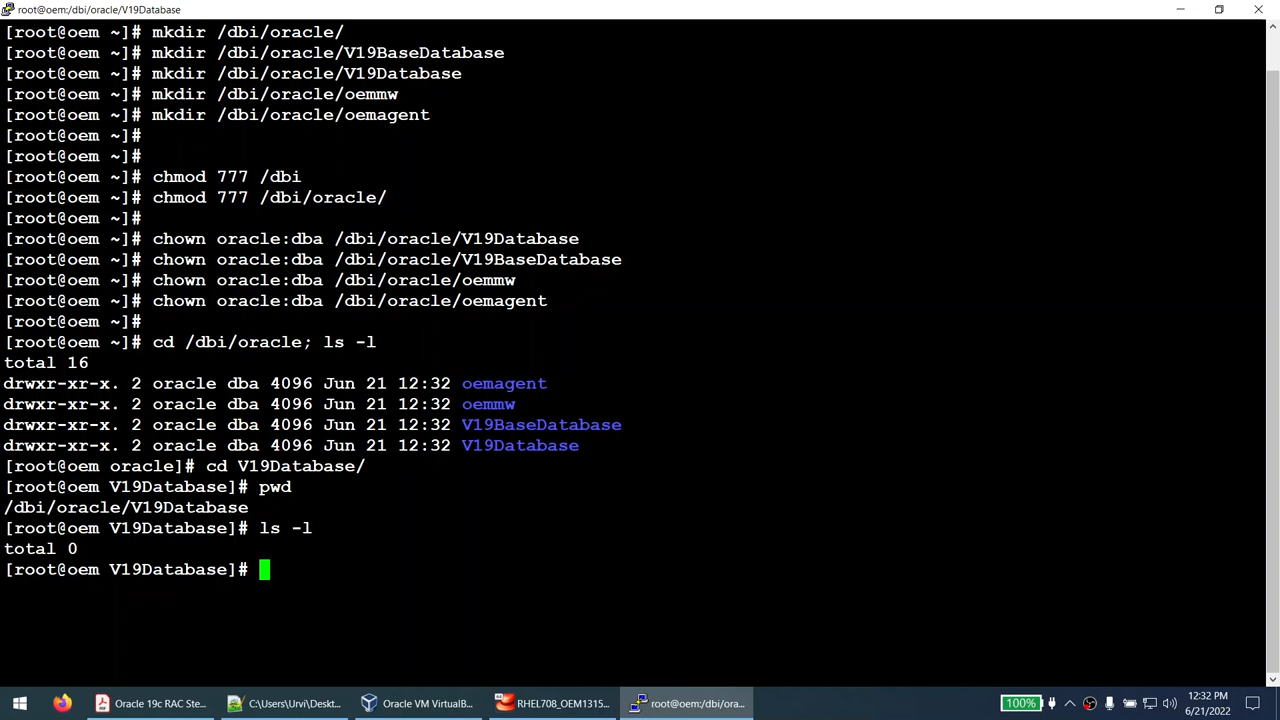 root@oem:/dbi/oracle/V19Database
[root@oem ~]# mkdir /dbi/oracle/
[root@oem ~]# mkdir /dbi/oracle/V19BaseDatabase
[root@oem ~]# mkdir /dbi/oracle/V19Database
[root@oem ~]# mkdir /dbi/oracle/oemmw
[root@oem ~]# mkdir /dbi/oracle/oemagent
[root@oem ~]#
[root@oem ~]#
[root@oem ~]# chmod 777 /dbi
[root@oem ~]# chmod 777 /dbi/oracle/
[root@oem ~]#
[root@oem ~]# chown oracle:dba /dbi/oracle/V19Database
[root@oem ~]# chown oracle:dba /dbi/oracle/V19BaseDatabase
[root@oem ~]# chown oracle:dba /dbi/oracle/oemmw
[root@oem ~]# chown oracle:dba /dbi/oracle/oemagent
[root@oem ~]#
[root@oem ~]# cd /dbi/oracle; ls -l
total 16
drwxr-xr-x. 2 oracle dba 4096 Jun 21 12:32 oemagent
drwxr-xr-x. 2 oracle dba 4096 Jun 21 12:32 oemmw
drwxr-xr-x. 2 oracle dba 4096 Jun 21 12:32 V19BaseDatabase
drwxr-xr-x. 2 oracle dba 4096 Jun 21 12:32 V19Database
[root@oem oracle]# cd V19Database/
[root@oem V19Database]# pwd
/dbi/oracle/V19Database
[root@oem V19Database]# ls -l
total 0
[root@oem V19Database]#
Oracle 19c RAC Ste... C:\Users\Urvi\Deskt... Oracle VM VirtualB... RHEL708_OEM1315... root@oem:/dbi/ora... 100% 12:32 PM
6/21/2022